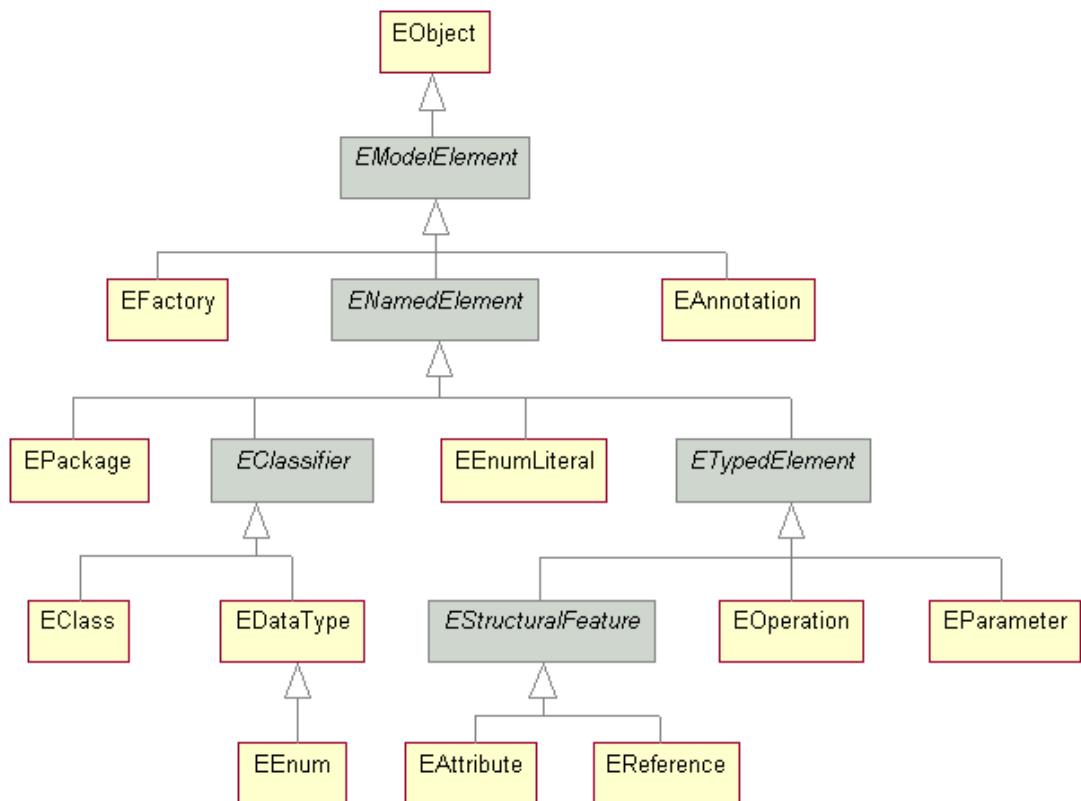 EObject
EModelElement
EFactory
ENamedElement
EAnnotation
EPackage
EClassifier
EEnumLiteral
ETypedElement
EClass
EDataType
EStructuralFeature
EOperation
EParameter
EEnum
EAttribute
EReference